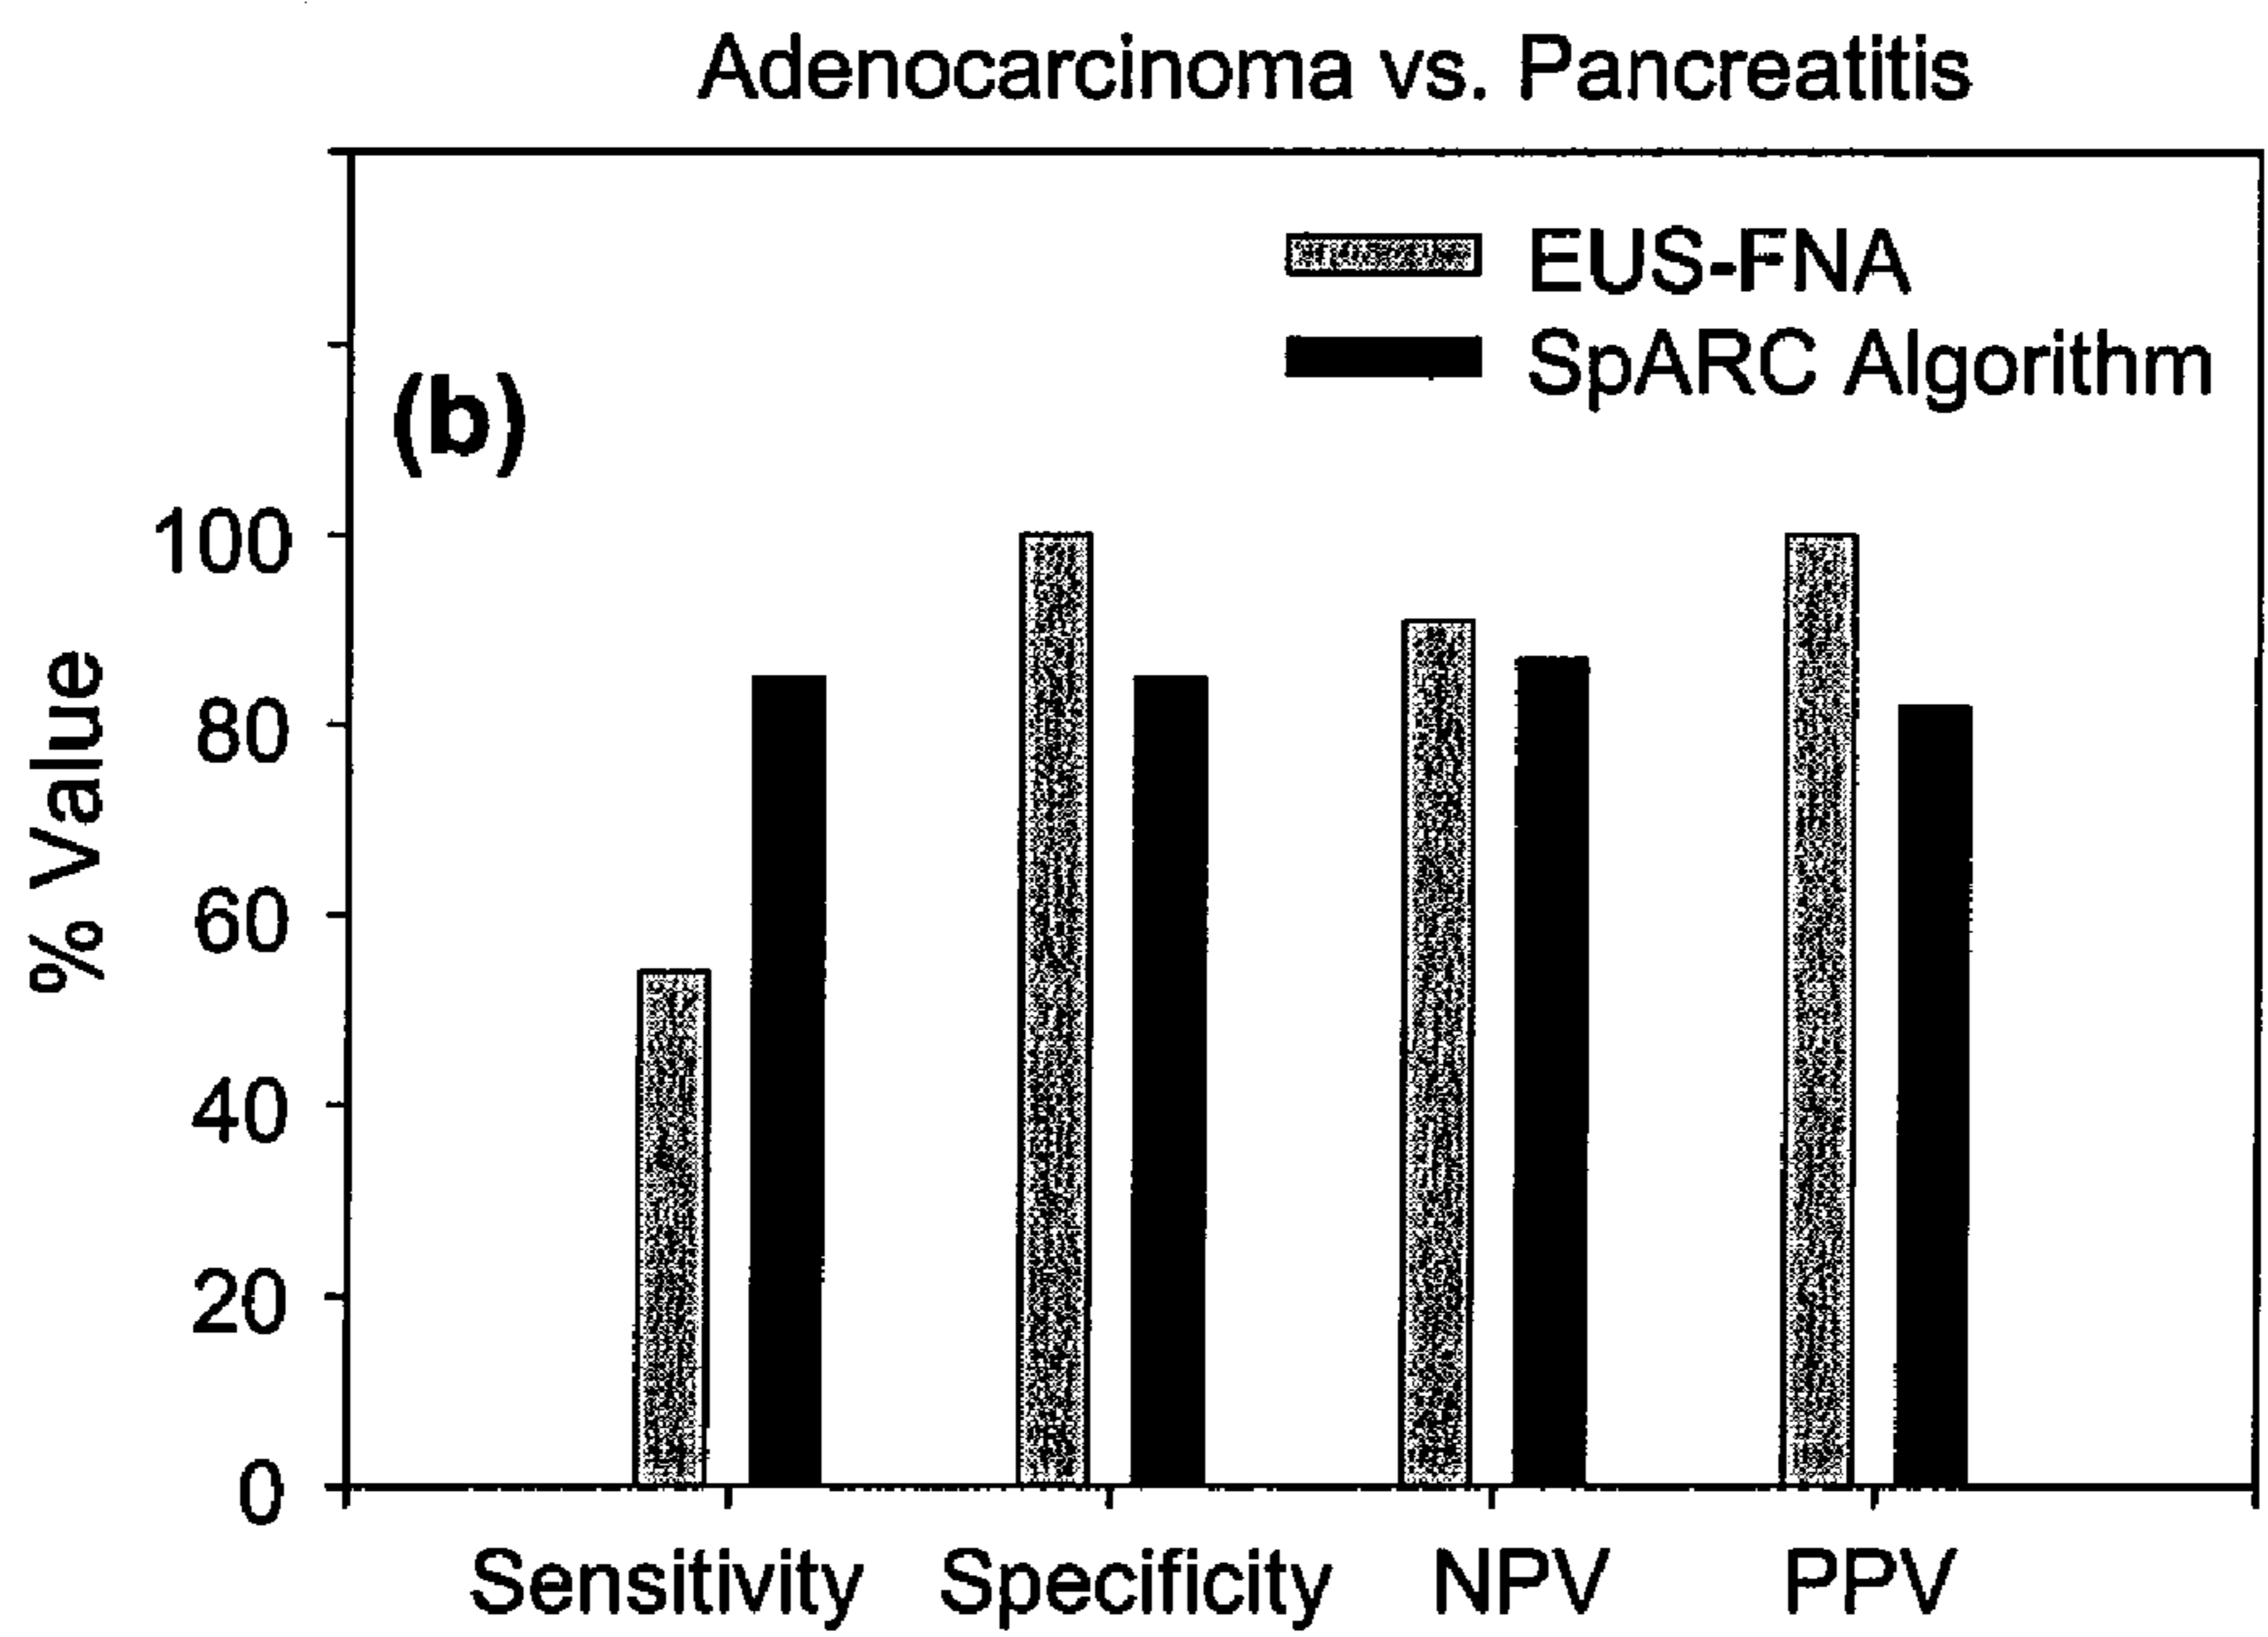 Adenocarcinoma vs. Pancreatitis
EUS-FNA
SpARC Algorithm
(b)
% Value
100
80
60
40
20
0
Sensitivity Specificity NPV PPV